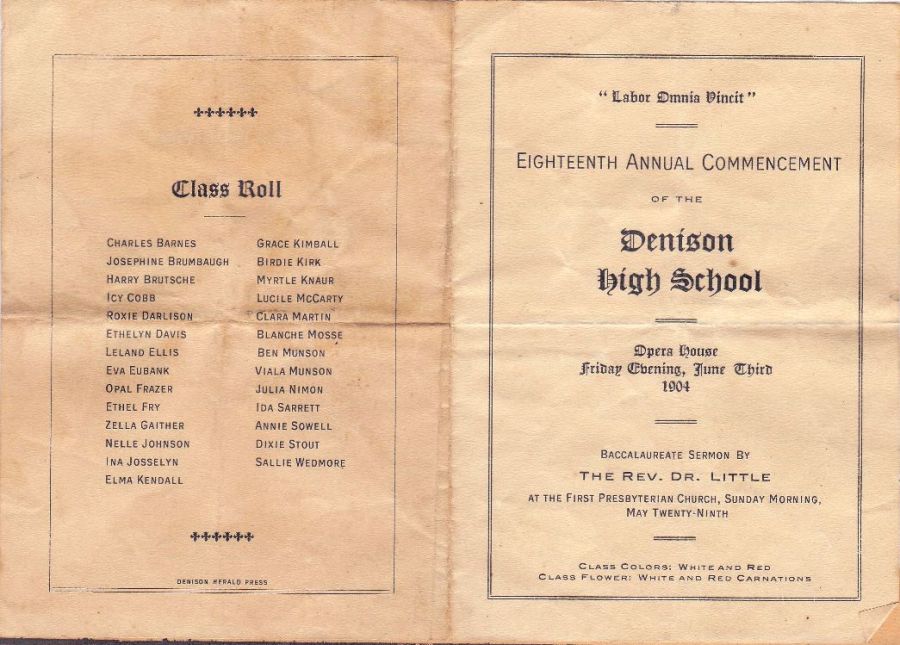 Class Roll
CHARLES BARNES
JOSEPHINE BRUMBAUGH
HARRY BRUTSCHE
ICY COBB
ROXIE DARLISON
ETHELYN DAVIS
LELAND ELLIS
EVA EUBANK
OPAL FRAZER
ETHEL FRY
ZELLA GAITHER
NELLE JOHNSON
INA JOSSELYN
ELMA KENDALL
GRACE KIMBALL
BIRDIE KIRK
MYRTLE KNAUR
LUCILE MCCARTY
CLARA MARTIN
BLANCHE MOSSE
BEN MUNSON
VIALA MUNSON
JULIA NIMON
IDA SARRETT
ANNIE SOWELL
DIXIE STOUT
SALLIE WEDMORE
DENISON HERALD PRESS
"Labor Omnia Vincit"
EIGHTEENTH ANNUAL COMMENCEMENT
OF THE
Denison
High School
Opera House
Friday Evening, June Third
1904
BACCALAUREATE SERMON BY
THE REV. DR. LITTLE
AT THE FIRST PRESBYTERIAN CHURCH, SUNDAY MORNING,
MAY TWENTY-NINTH
CLASS COLORS: WHITE AND RED
CLASS FLOWER: WHITE AND RED CARNATIONS